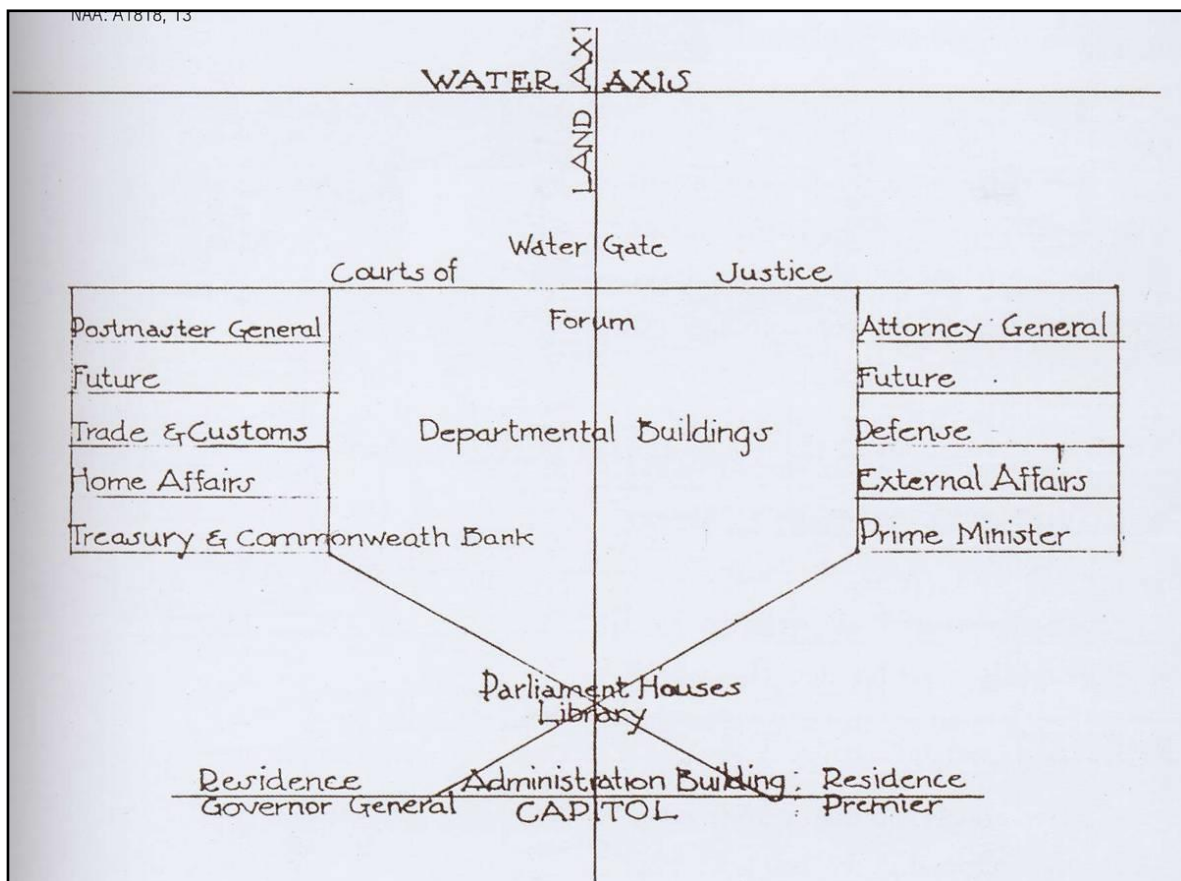 NAA: A1818, 13
WATER AXIS
LAND AXI
Water Gate
Courts of Justice
Forum
Postmaster General
Future
Trade & Customs
Home Affairs
Treasury & Commonweath Bank
Departmental Buildings
Attorney General
Future
Defense
External Affairs
Prime Minister
Parliament Houses
Library
Residence Administration Building: Residence
Governor General CAPITOL Premier